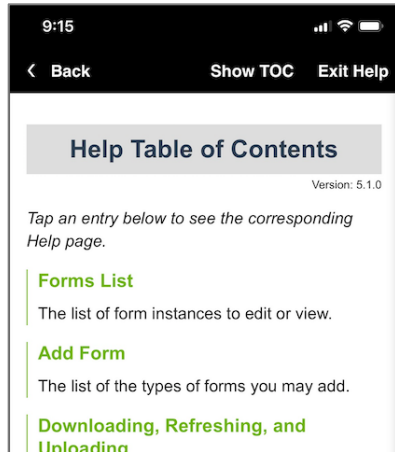 9:15
Back Show TOC Exit Help
Help Table of Contents
Version: 5.1.0
Tap an entry below to see the corresponding
Help page.
Forms List
The list of form instances to edit or view.
Add Form
The list of the types of forms you may add.
Downloading, Refreshing, and
Uploading